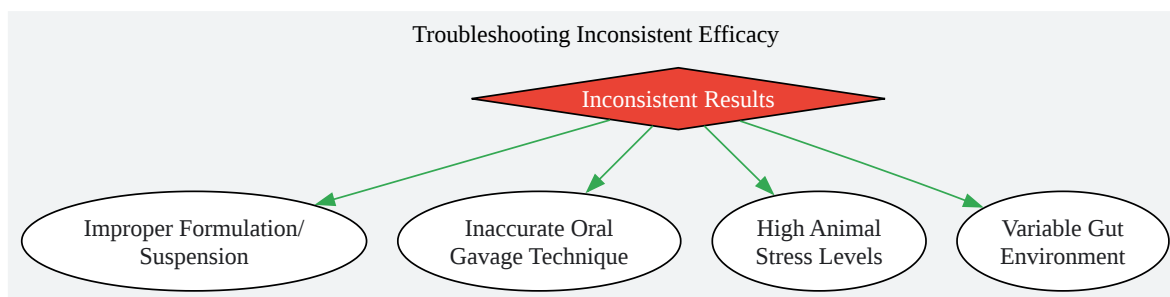 Troubleshooting Inconsistent Efficacy
Inconsistent Results
Improper Formulation/
Suspension
Inaccurate Oral
Gavage Technique
High Animal
Stress Levels
Variable Gut
Environment